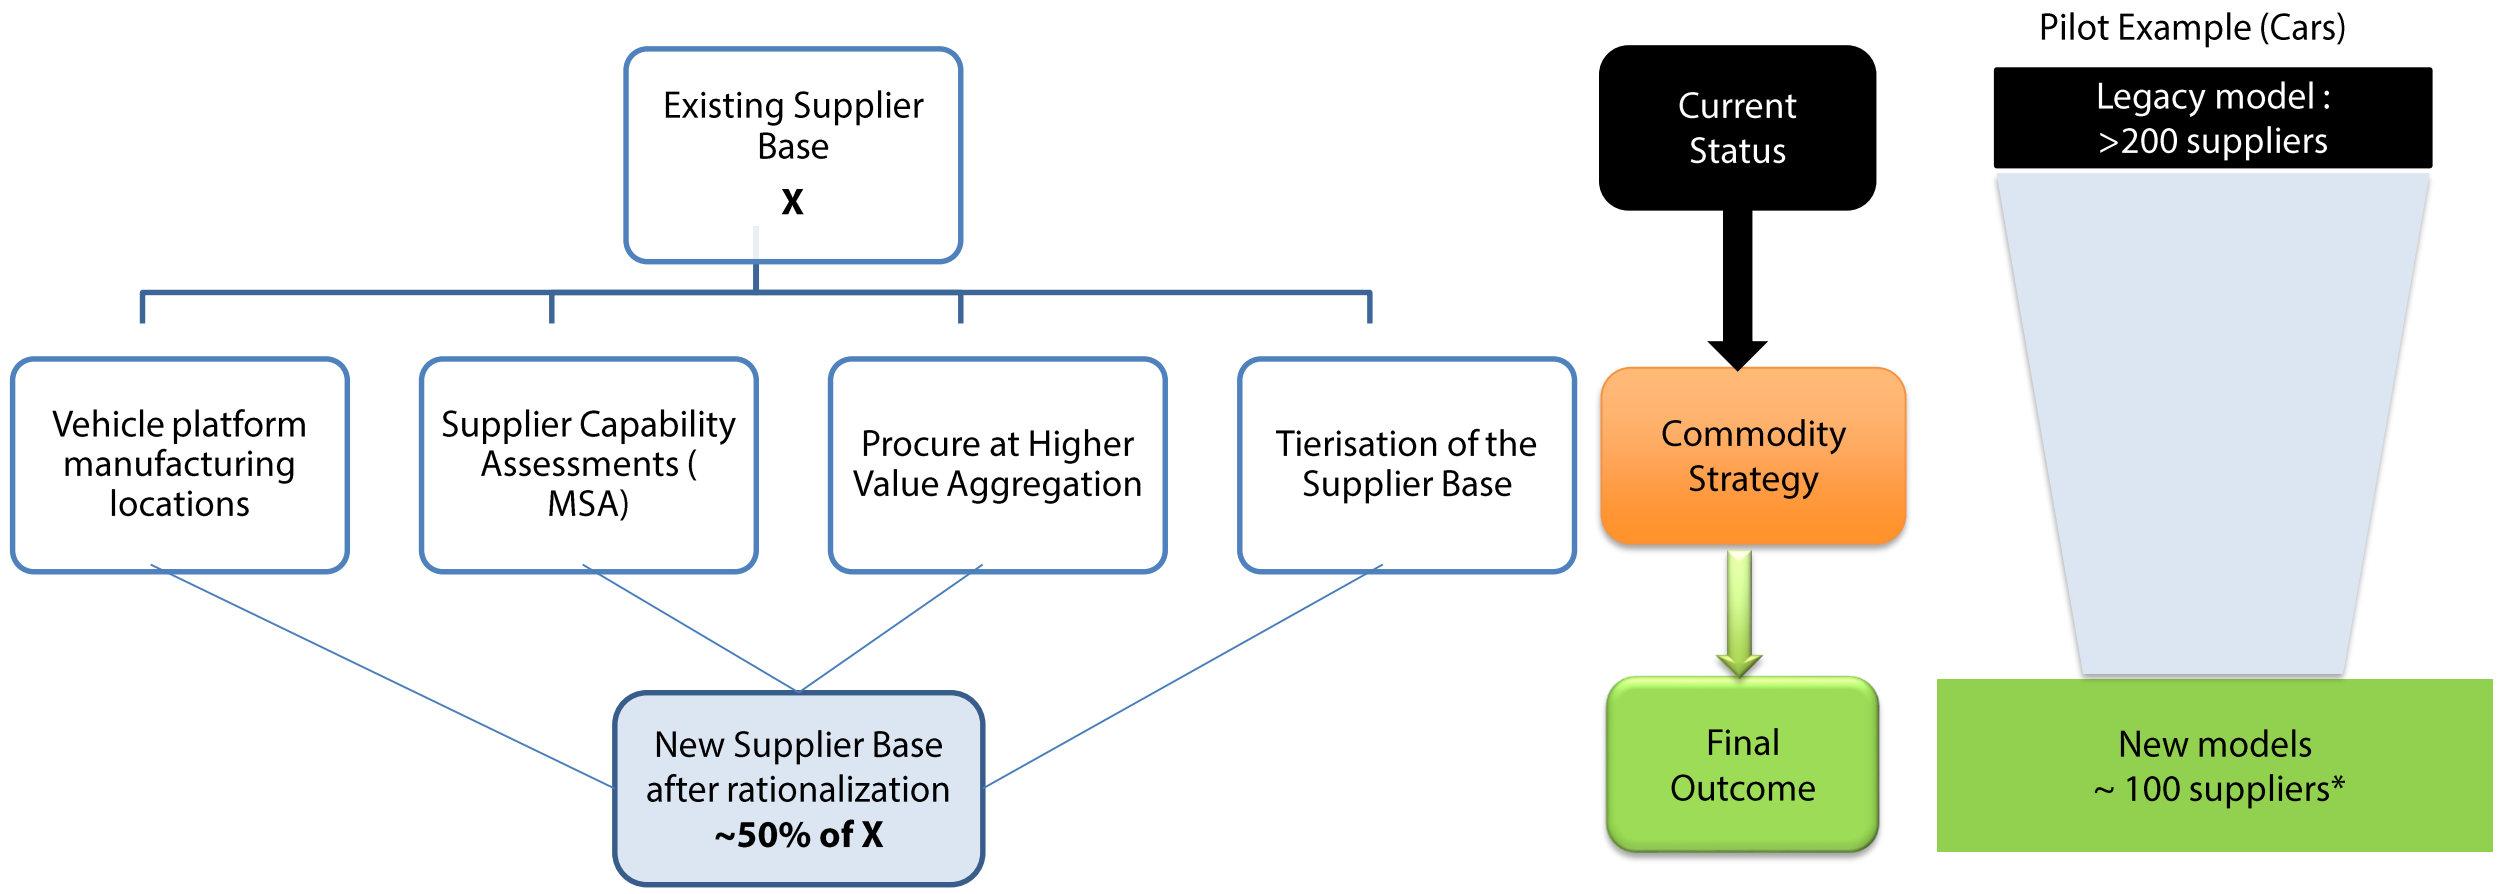 Pilot Example (Cars)
Existing Supplier
Base
X
Current
Status
Legacy model :
>200 suppliers
Vehicle platform
manufacturing
locations
Supplier Capability
Assessments (
MSA)
Procure at Higher
Value Aggregation
Tierisation of the
Supplier Base
Commodity
Strategy
New Supplier Base
after rationalization
~50% of X
Final
Outcome
New models
~ 100 suppliers*